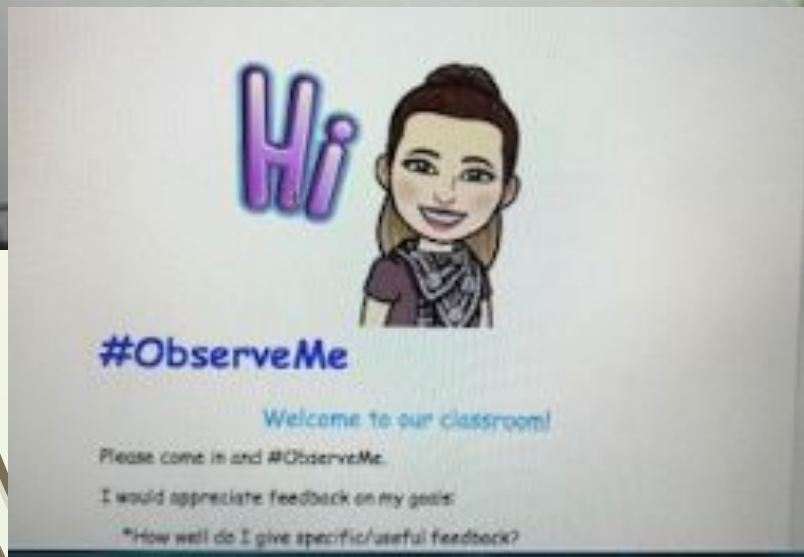 Hi
#ObserveMe
Welcome to our classroom!
Please come in and #ObserveMe.
I would appreciate feedback on my goals:
*How well do I give specific/useful feedback?